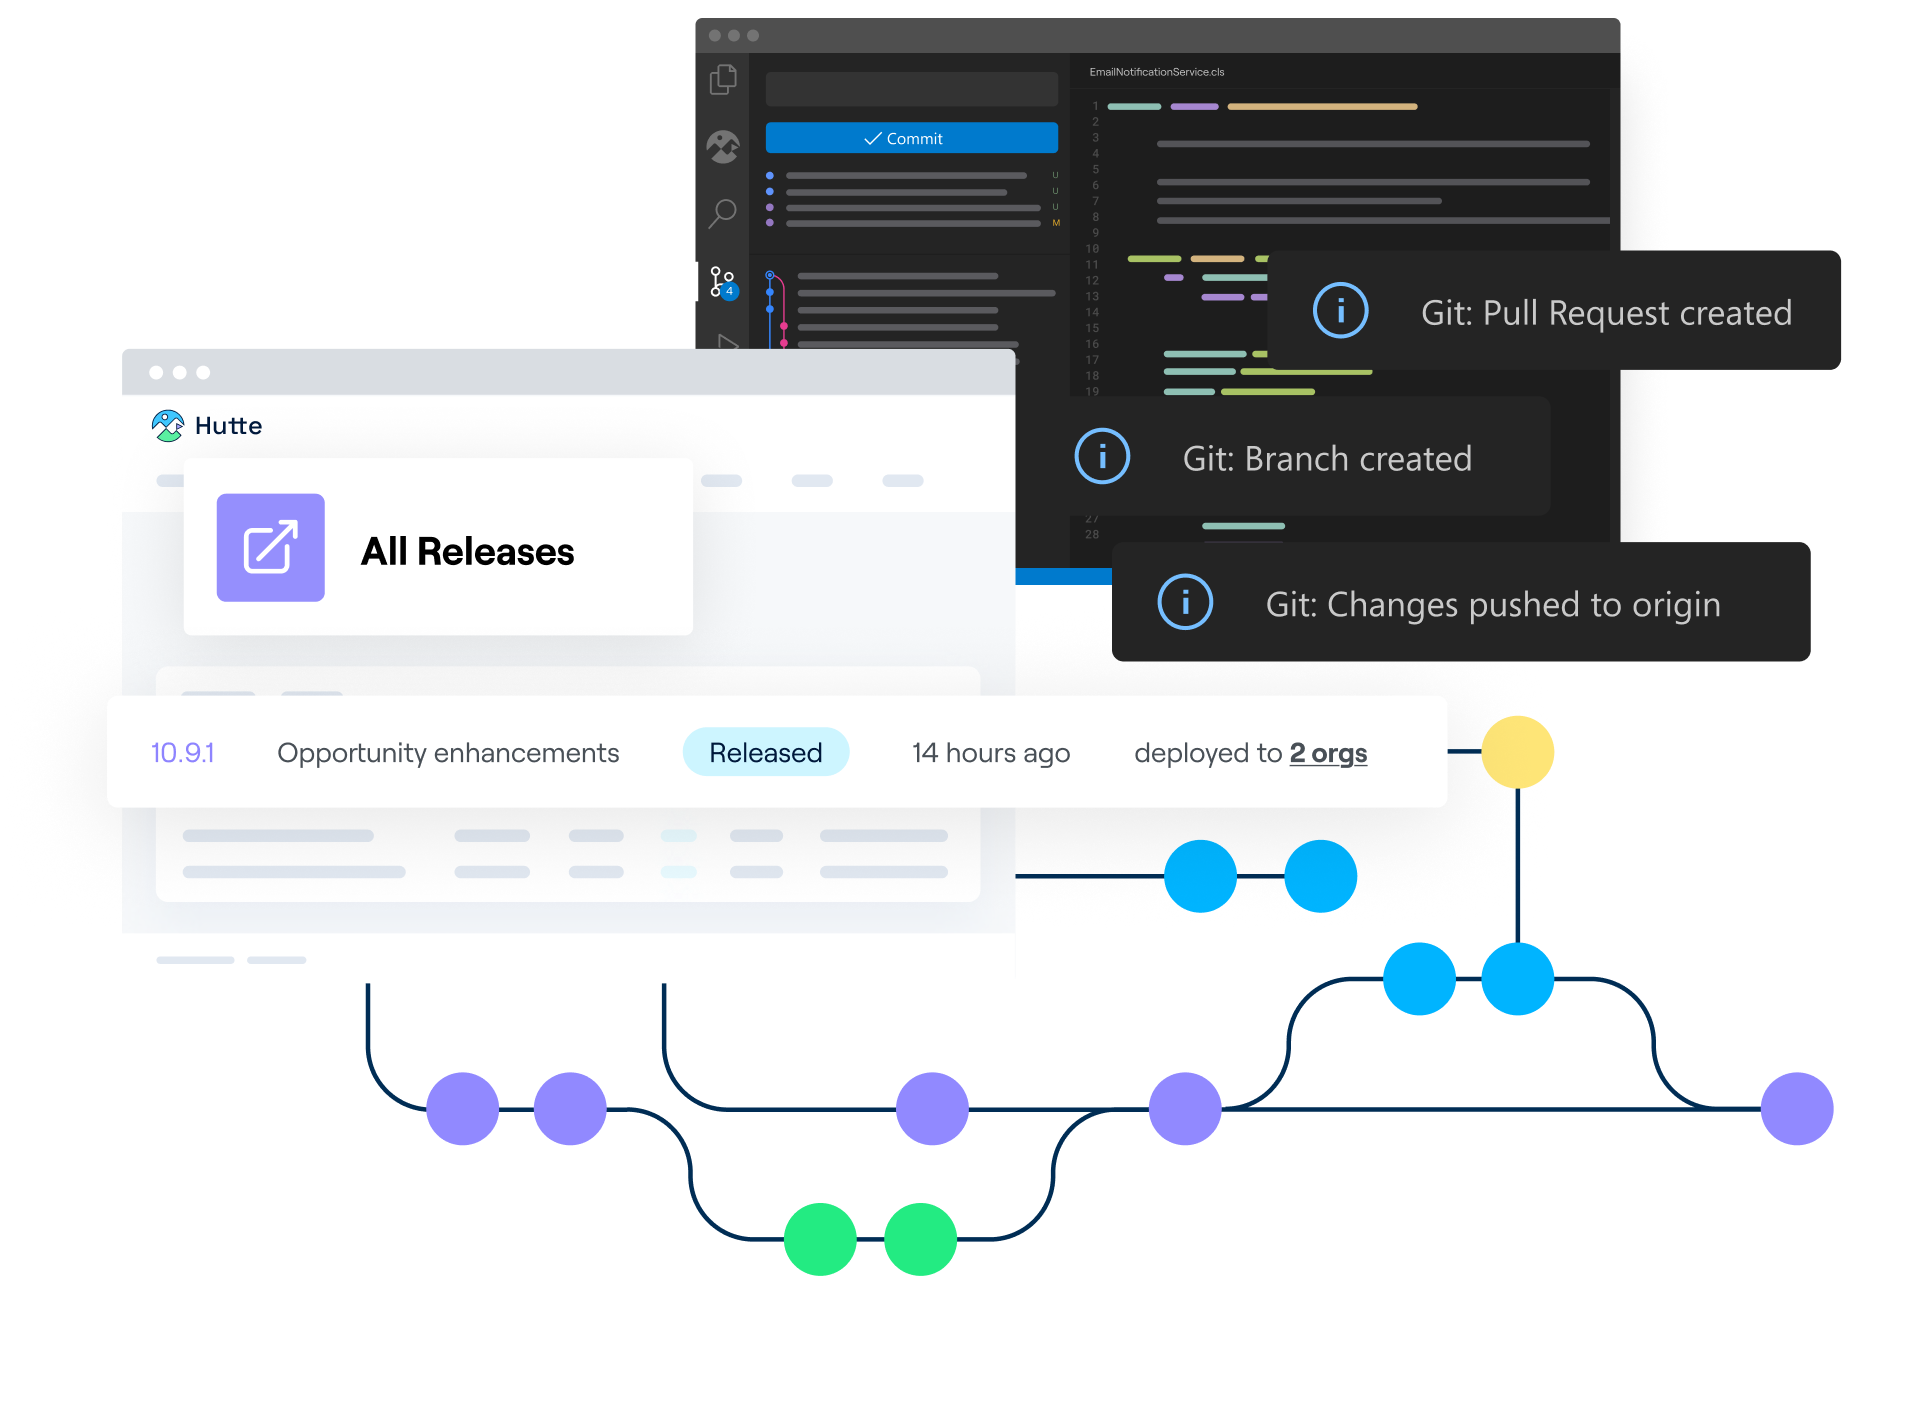 EmailNotificationService.cls
Commit
1
2
3
4
5
6
7
8
9
10
11
12
13
14
15
16
17
18
19
27
28
U
U
U
M
4
Git: Pull Request created
Git: Branch created
Git: Changes pushed to origin
Hutte
All Releases
10.9.1 Opportunity enhancements Released 14 hours ago deployed to 2 orgs